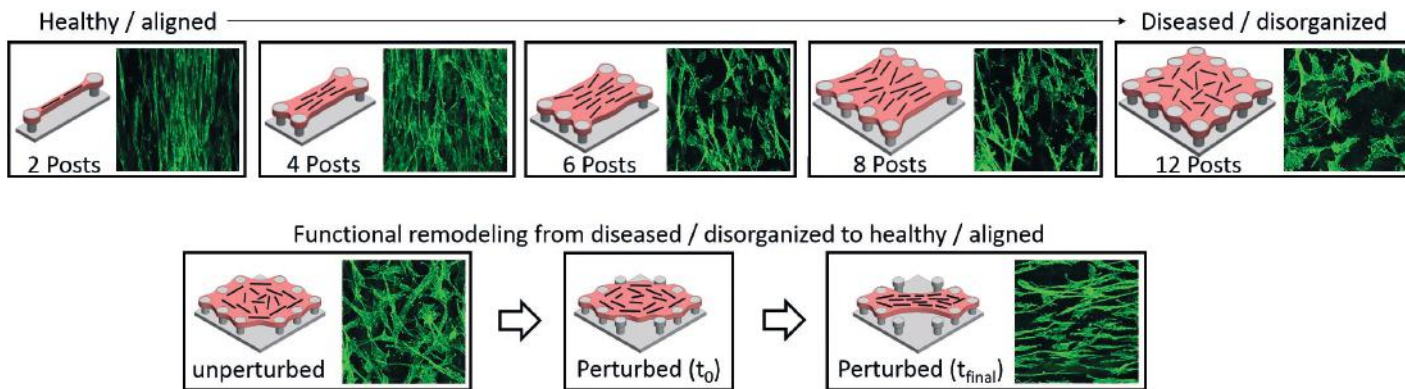 Healthy / aligned
Diseased / disorganized
2 Posts
4 Posts
6 Posts
8 Posts
12 Posts
Functional remodeling from diseased / disorganized to healthy / aligned
unperturbed
Perturbed (t0)
Perturbed (tfinal)